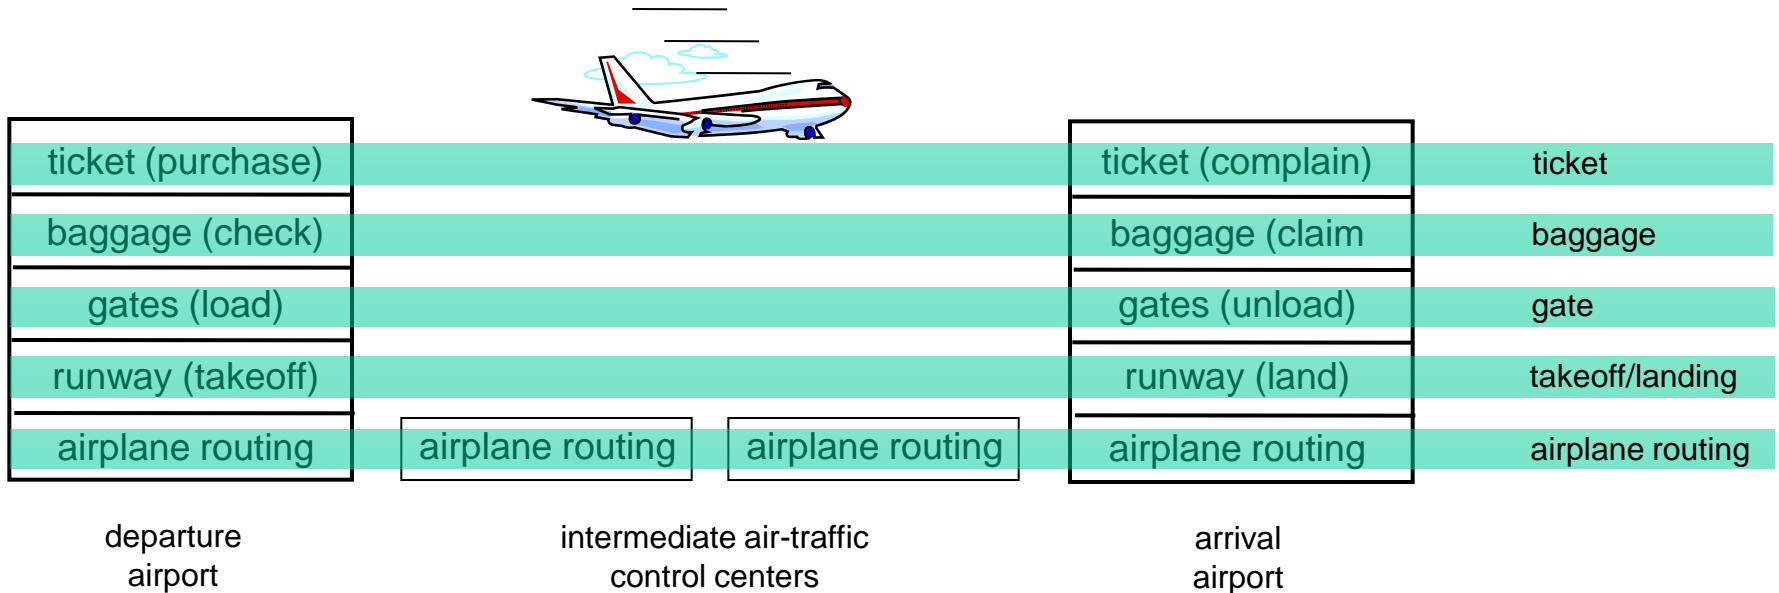 ticket (purchase)
ticket (complain)
ticket
baggage (check)
baggage (claim
baggage
gates (load)
gates (unload)
gate
runway (takeoff)
runway (land)
takeoff/landing
airplane routing
airplane routing
airplane routing
airplane routing
airplane routing
departure
airport
intermediate air-traffic
control centers
arrival
airport